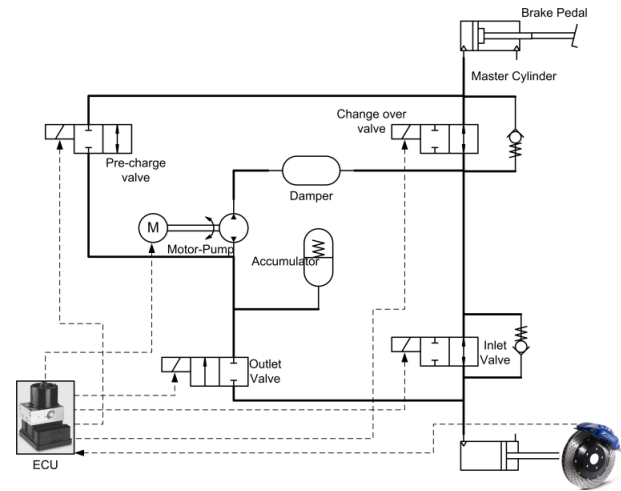 Brake Pedal
Master Cylinder
Change over
valve
Pre-charge
valve
Damper
M
Motor-Pump
Accumulator
Inlet
Valve
Outlet
Valve
ECU